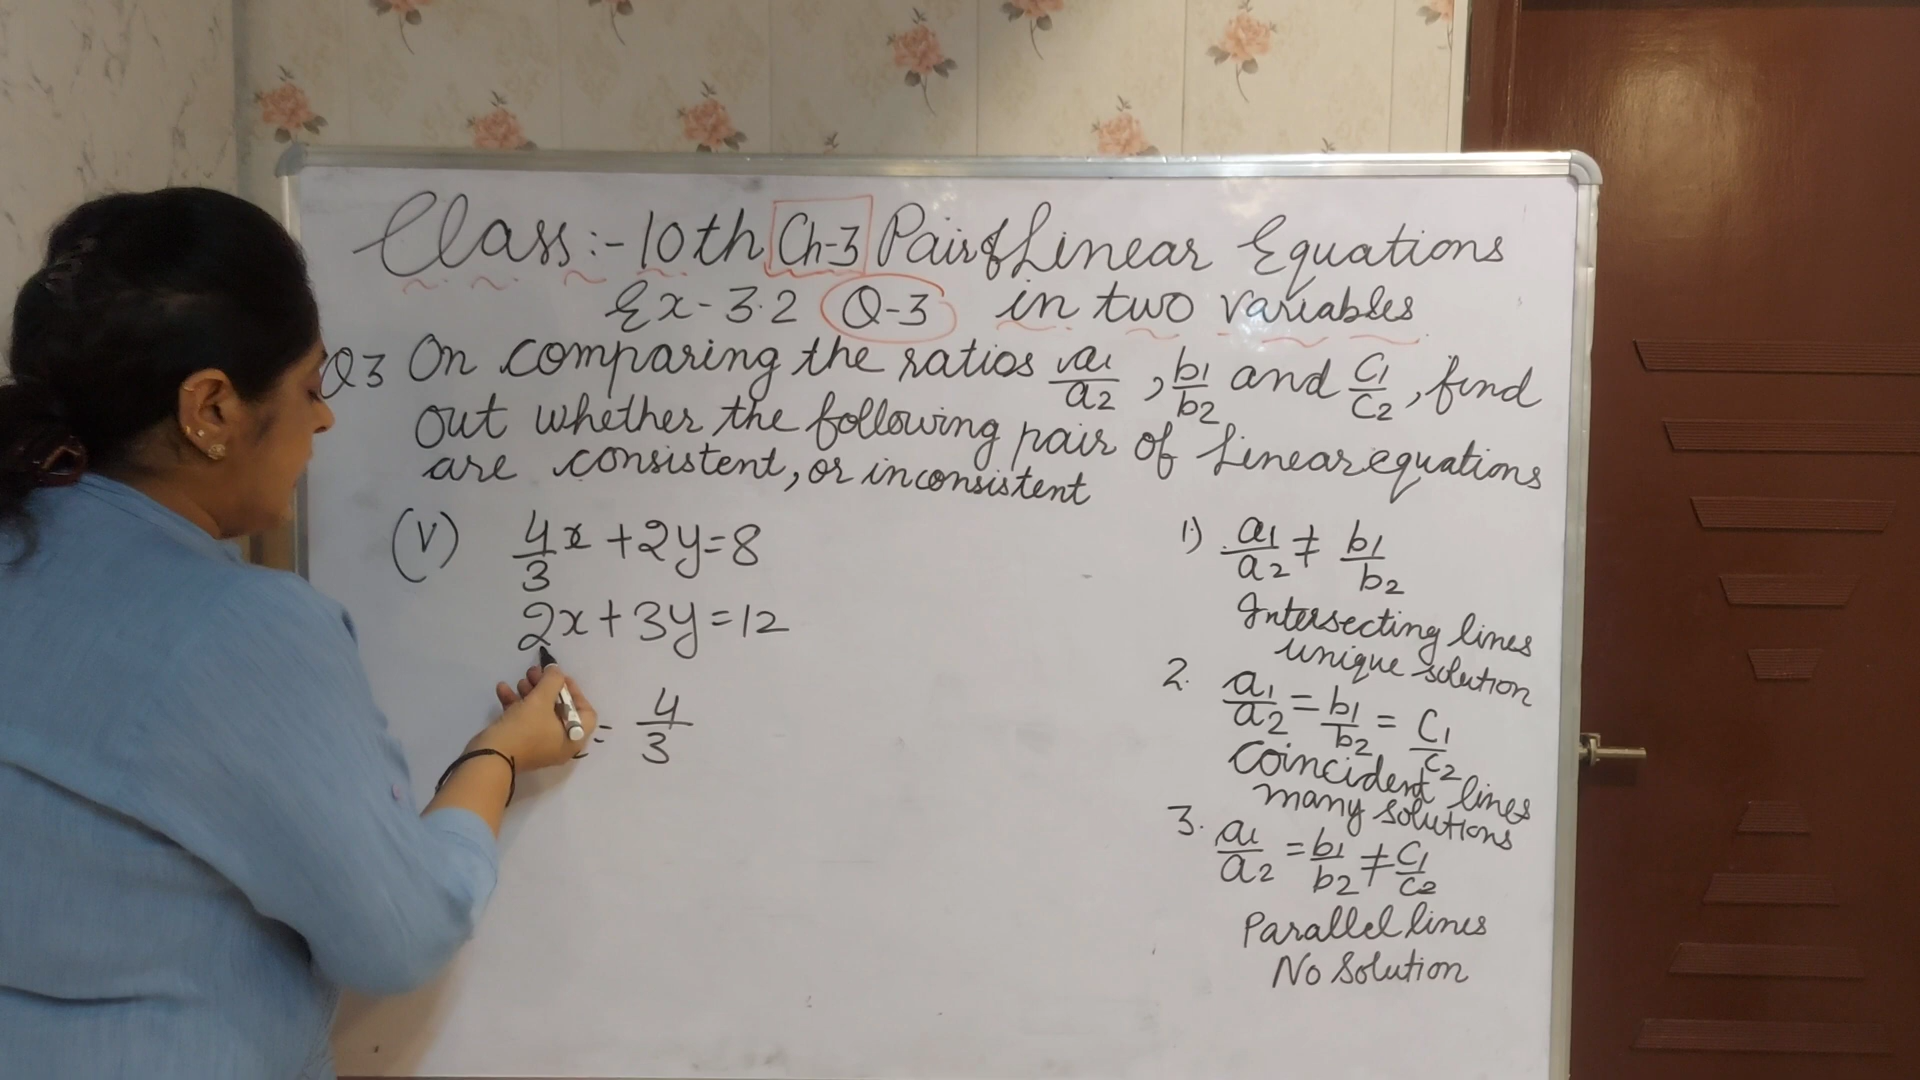 Class:- 10th Ch-3 Pair of Linear Equations
Ex-3.2 Q-3 in two variables
Q3 On comparing the ratios a1/a2, b1/b2 and c1/c2, find
out whether the following pair of Linear equations
are consistent, or inconsistent
(V) 4/3x + 2y = 8
2x + 3y = 12
= 4/3
1) a1/a2 ≠ b1/b2
Intersecting lines
unique solution
2. a1/a2 = b1/b2 = C1/c2
Coincident lines
many solutions
3. a1/a2 = b1/b2 ≠ C1/c2
Parallel lines
No Solution